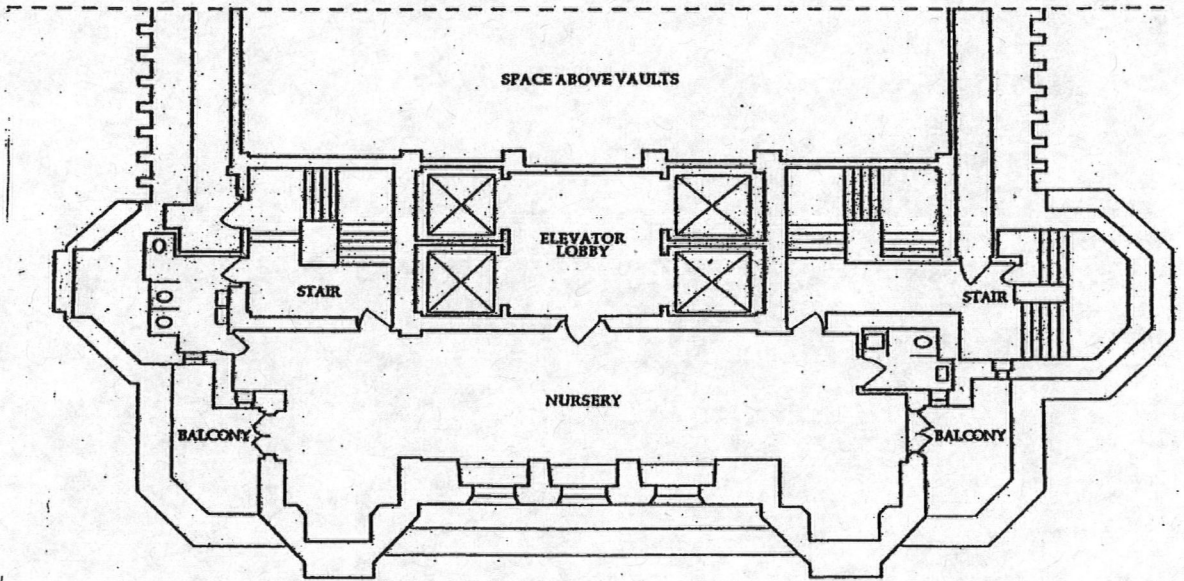 SPACE ABOVE VAULTS
ELEVATOR
LOBBY
STAIR
STAIR
NURSERY
BALCONY
BALCONY